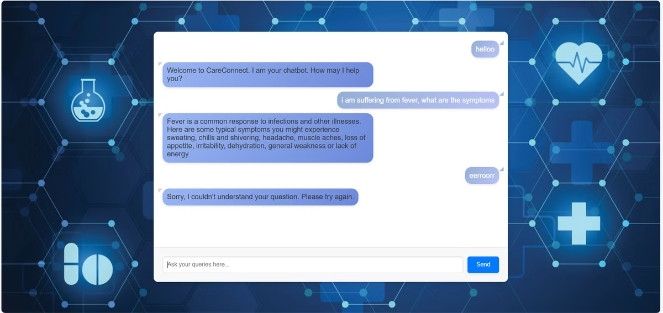 helloo
Welcome to CareConnect. I am your chatbot. How may I help
you?
i am suffering from fever, what are the symptoms
Fever is a common response to infections and other illnesses.
Here are some typical symptoms you might experience
sweating, chills and shivering, headache, muscle aches, loss of
appetite, irritability, dehydration, general weakness or lack of
energy
Sorry, I couldn't understand your question. Please try again.
Ask your queries here...
Send